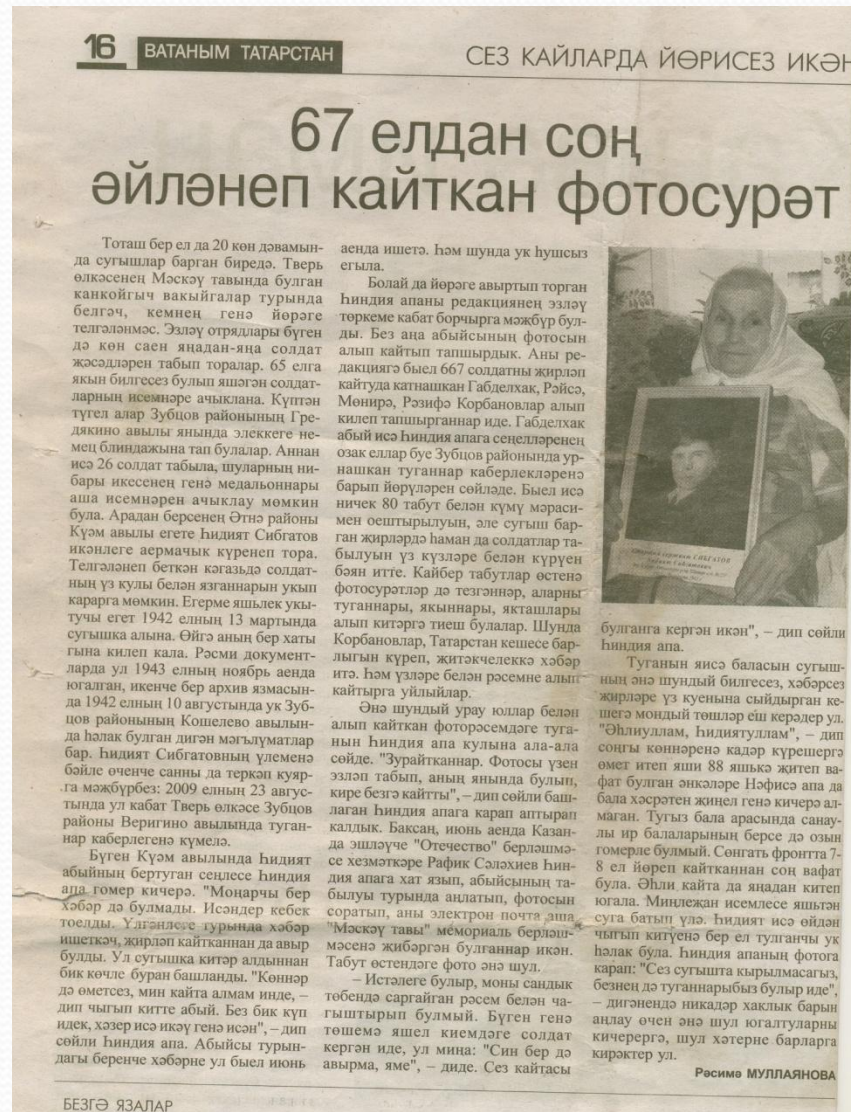 16 ВАТАНЫМ ТАТАРСТАН
СЕЗ КАЙЛАРДА ЙӨРИСЕЗ ИКӘН
67 елдан соң
әйләнеп кайткан фотосурәт
Тоташ бер ел да 20 көн дәвамын-
да сугышлар барган биредә. Тверь
өлкәсенең Мәскәү тавында булган
канкойгыч вакыйгалар турында
белгәч, кемнең генә йөрәге
телгәләнмәс. Эзләү отрядлары бүген
дә көн саен яңадан-яңа солдат
җәсәдләрен табып торалар. 65 елга
якын билгесез булып яшәгән солдат-
ларның исемнәре ачыклана. Күптән
түгел алар Зубцов районының Гре-
дякино авылы янында элеккеге не-
мец блиндажына тап булалар. Аннан
исә 26 солдат табыла, шуларның ни-
бары икесенең генә медальоннары
аша исемнәрен ачыклау мөмкин
була. Арадан берсенең Әтнә районы
Күәм авылы егете Һидият Сибгатов
икәнлеге аермачык күренеп тора.
Телгәләнеп беткән кәгазьдә солдат-
ның үз кулы белән язганнарын укып
карарга мөмкин. Егерме яшьлек укы-
тучы егет 1942 елның 13 мартында
сугышка алына. Өйгә аның бер хаты
гына килеп кала. Рәсми документ-
ларда ул 1943 елның ноябрь аенда
югалган, икенче бер архив язмасын-
да 1942 елның 10 августында ук Зуб-
цов районының Кошелево авылын-
да һәлак булган дигән мәгълүматлар
бар. Һидият Сибгатовның үлеменә
бәйле өченче санны да теркәп куяр-
га мәҗбүрбез: 2009 елның 23 авгус-
тында ул кабат Тверь өлкәсе Зубцов
районы Веригино авылында туган-
нар каберлегенә күмелә.
Бүген Күәм авылында Һидият
абыйның бертуган сеңлесе Һиндия
апа гомер кичерә. "Моңарчы бер
хәбәр дә булмады. Исәндер кебек
тоелды. Үлгәнлеге турында хәбәр
ишеткәч, җирләп кайтканнан да авыр
булды. Ул сугышка китәр алдыннан
бик көчле буран башланды. "Көннәр
дә өметсез, мин кайта алмам инде, –
дип чыгып китте абый. Без бик күп
идек, хәзер исә икәү генә исән", – дип
сөйли Һиндия апа. Абыйсы турын-
дагы беренче хәбәрне ул быел июнь
аенда ишетә. Һәм шунда ук һушсыз
егыла.
Болай да йөрәге авыртып торган
Һиндия апаны редакциянең эзләү
төркеме кабат борчырга мәҗбүр бул-
ды. Без аңа абыйсының фотосын
алып кайтып тапшырдык. Аны ре-
дакциягә быел 667 солдатны җирләп
кайтуда катнашкан Габделхак, Рәйсә,
Мөнирә, Рәзифә Корбановлар алып
килеп тапшырганнар иде. Габделхак
абый исә Һиндия апага сеңелләренең
озак еллар буе Зубцов районында ур-
нашкан туганнар каберлекләренә
барып йөрүләрен сөйләде. Быел исә
ничек 80 табут белән күмү мәраси-
мен оештырылуын, әле сугыш бар-
ган җирләрдә һаман да солдатлар та-
былуын үз күзләре белән күрүен
бәян итте. Кайбер табутлар өстенә
фотосурәтләр дә тезгәннәр, аларны
туганнары, якыннары, якташлары
алып китәргә тиеш булалар. Шунда
Корбановлар, Татарстан кешесе бар-
лыгын күреп, җитәкчелеккә хәбәр
итә. Һәм үзләре белән рәсемне алып
кайтырга уйлыйлар.
Әнә шундый урау юллар белән
алып кайткан фоторәсемдәге туга-
нын Һиндия апа кулына ала-ала
сөйде. "Зурайтканнар. Фотосы үзен
эзләп табып, аның янында булып,
кире безгә кайтты", – дип сөйли баш-
лаган Һиндия апага карап аптырап
калдык. Баксаң, июнь аенда Казан-
да эшләүче "Отечество" берләшмә-
се хезмәткәре Рафик Сәләхиев Һин-
дия апага хат язып, абыйсының та-
былуы турында аңлатып, фотосын
соратып, аны электрон почта аша
"Мәскәү тавы" мемориаль берләш-
мәсенә җибәргән булганнар икән.
Табут өстендәге фото әнә шул.
– Истәлеге булыр, моны сандык
төбендә саргайган рәсем белән ча-
гыштырып булмый. Бүген генә
төшемә яшел киемдәге солдат
кергән иде, ул миңа: "Син бер дә
авырма, яме", – диде. Сез кайтасы
булганга кергән икән", – дип сөйли
Һиндия апа.
Туганын яисә баласын сугыш-
ның әнә шундый билгесез, хәбәрсез
җирләре үз куенына сыйдырган ке-
шегә мондый төшләр еш керәдер ул.
"Әһлиуллам, Һидиятуллам", – дип
соңгы көннәренә кадәр күрешергә
өмет итеп яши 88 яшькә җитеп ва-
фат булган әнкәләре Нәфисә апа да
бала хәсрәтен җиңел генә кичерә ал-
маган. Тугыз бала арасында санау-
лы ир балаларының берсе дә озын
гомерле булмый. Сөнгать фронтта 7-
8 ел йөреп кайтканнан соң вафат
була. Әһли кайта да яңадан китеп
югала. Миңлеҗан исемлесе яшьтән
суга батып үлә. Һидият исә өйдән
чыгып китүенә бер ел тулганчы ук
һәлак була. Һиндия апаның фотога
карап: "Сез сугышта кырылмасагыз,
безнең дә туганнарыбыз булыр иде",
– дигәнендә никадәр хаклык барын
аңлау өчен әнә шул югалтуларны
кичерергә, шул хәтерне барларга
кирәктер ул.
Рәсимә МУЛЛАЯНОВА
БЕЗГӘ ЯЗАЛАР